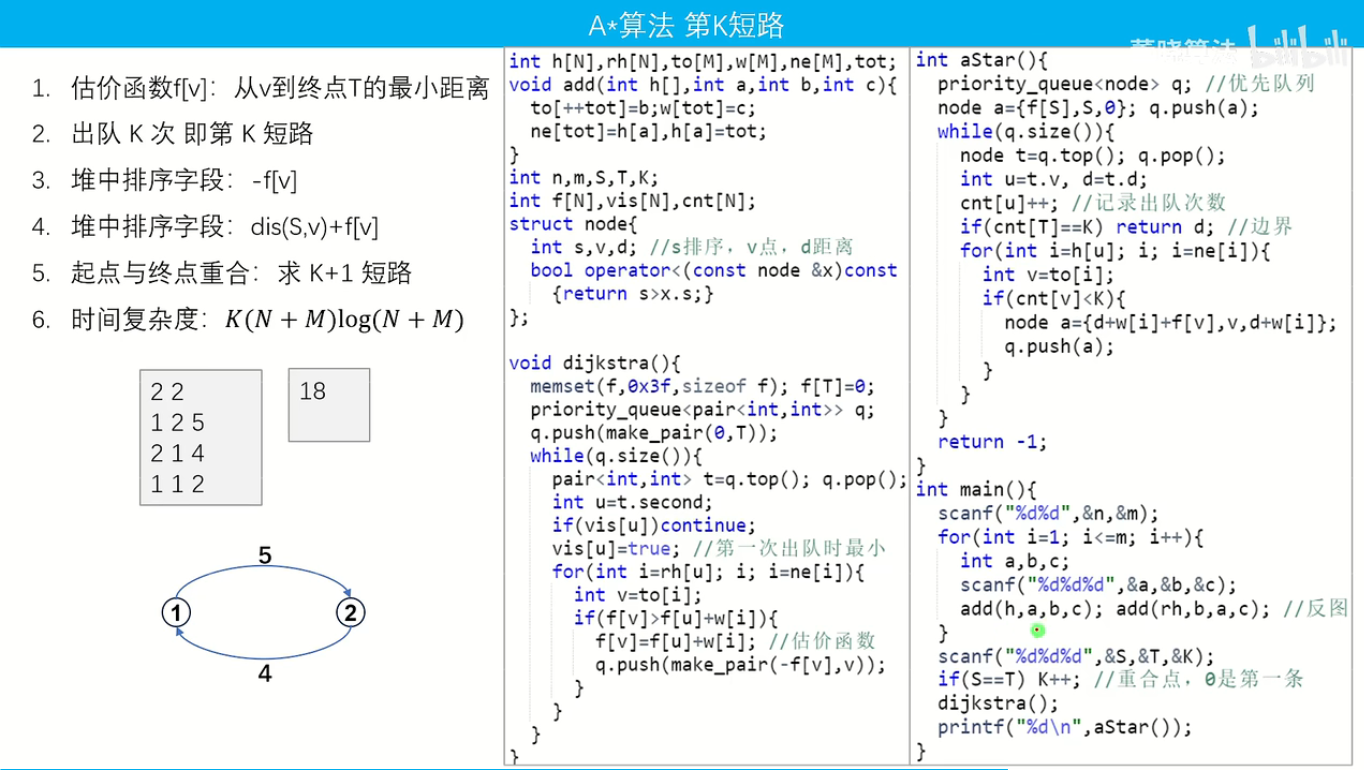 A*算法 第K短路
1. 估价函数f[v]：从v到终点T的最小距离
2. 出队 K 次 即第 K 短路
3. 堆中排序字段：-f[v]
4. 堆中排序字段：dis(S,v)+f[v]
5. 起点与终点重合：求 K+1 短路
6. 时间复杂度：K(N + M)log(N + M)
2 2
1 2 5
2 1 4
1 1 2
18
5
1
2
4
int h[N],rh[N],to[M],w[M],ne[M],tot;
void add(int h[],int a,int b,int c){
to[++tot]=b;w[tot]=c;
ne[tot]=h[a],h[a]=tot;
}
int n,m,S,T,K;
int f[N],vis[N],cnt[N];
struct node{
int s,v,d; //s排序，v点，d距离
bool operator<(const node &x)const
{return s>x.s;}
};
void dijkstra(){
memset(f,0x3f,sizeof f); f[T]=0;
priority_queue<pair<int,int>> q;
q.push(make_pair(0,T));
while(q.size()){
pair<int,int> t=q.top(); q.pop();
int u=t.second;
if(vis[u])continue;
vis[u]=true; //第一次出队时最小
for(int i=rh[u]; i; i=ne[i]){
int v=to[i];
if(f[v]>f[u]+w[i]){
f[v]=f[u]+w[i]; //估价函数
q.push(make_pair(-f[v],v));
}
}
}
}
int aStar(){
priority_queue<node> q; //优先队列
node a={f[S],S,0}; q.push(a);
while(q.size()){
node t=q.top(); q.pop();
int u=t.v, d=t.d;
cnt[u]++; //记录出队次数
if(cnt[T]==K) return d; //边界
for(int i=h[u]; i; i=ne[i]){
int v=to[i];
if(cnt[v]<K){
node a={d+w[i]+f[v],v,d+w[i]};
q.push(a);
}
}
}
return -1;
}
int main(){
scanf("%d%d",&n,&m);
for(int i=1; i<=m; i++){
int a,b,c;
scanf("%d%d%d",&a,&b,&c);
add(h,a,b,c); add(rh,b,a,c); //反图
}
scanf("%d%d%d",&S,&T,&K);
if(S==T) K++; //重合点，0是第一条
dijkstra();
printf("%d\n",aStar());
}
bilibili